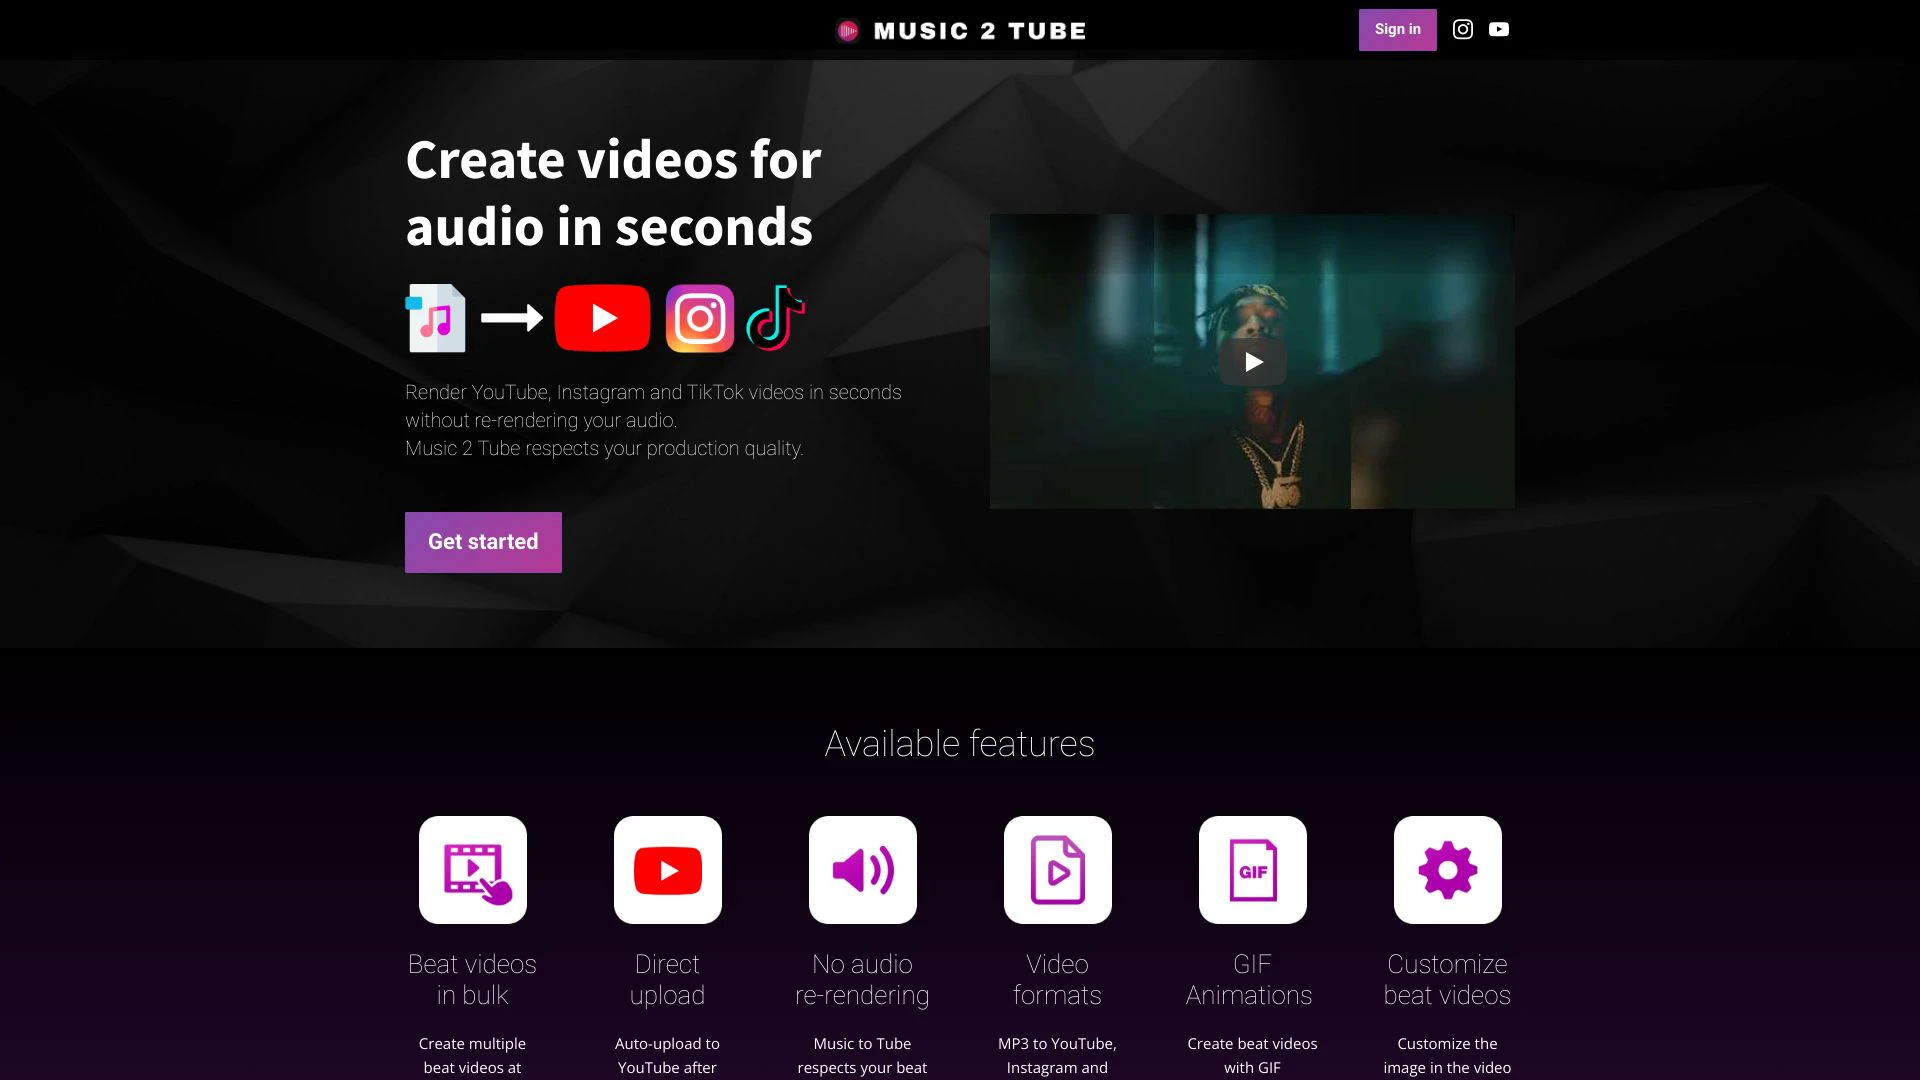 MUSIC 2 TUBE
Sign in
Create videos for
audio in seconds
Render YouTube, Instagram and TikTok videos in seconds
without re-rendering your audio.
Music 2 Tube respects your production quality.
Get started
Available features
GIF
Beat videos
in bulk
Direct
upload
No audio
re-rendering
Video
formats
GIF
Animations
Customize
beat videos
Create multiple
beat videos at
Auto-upload to
YouTube after
Music to Tube
respects your beat
MP3 to YouTube,
Instagram and
Create beat videos
with GIF
Customize the
image in the video